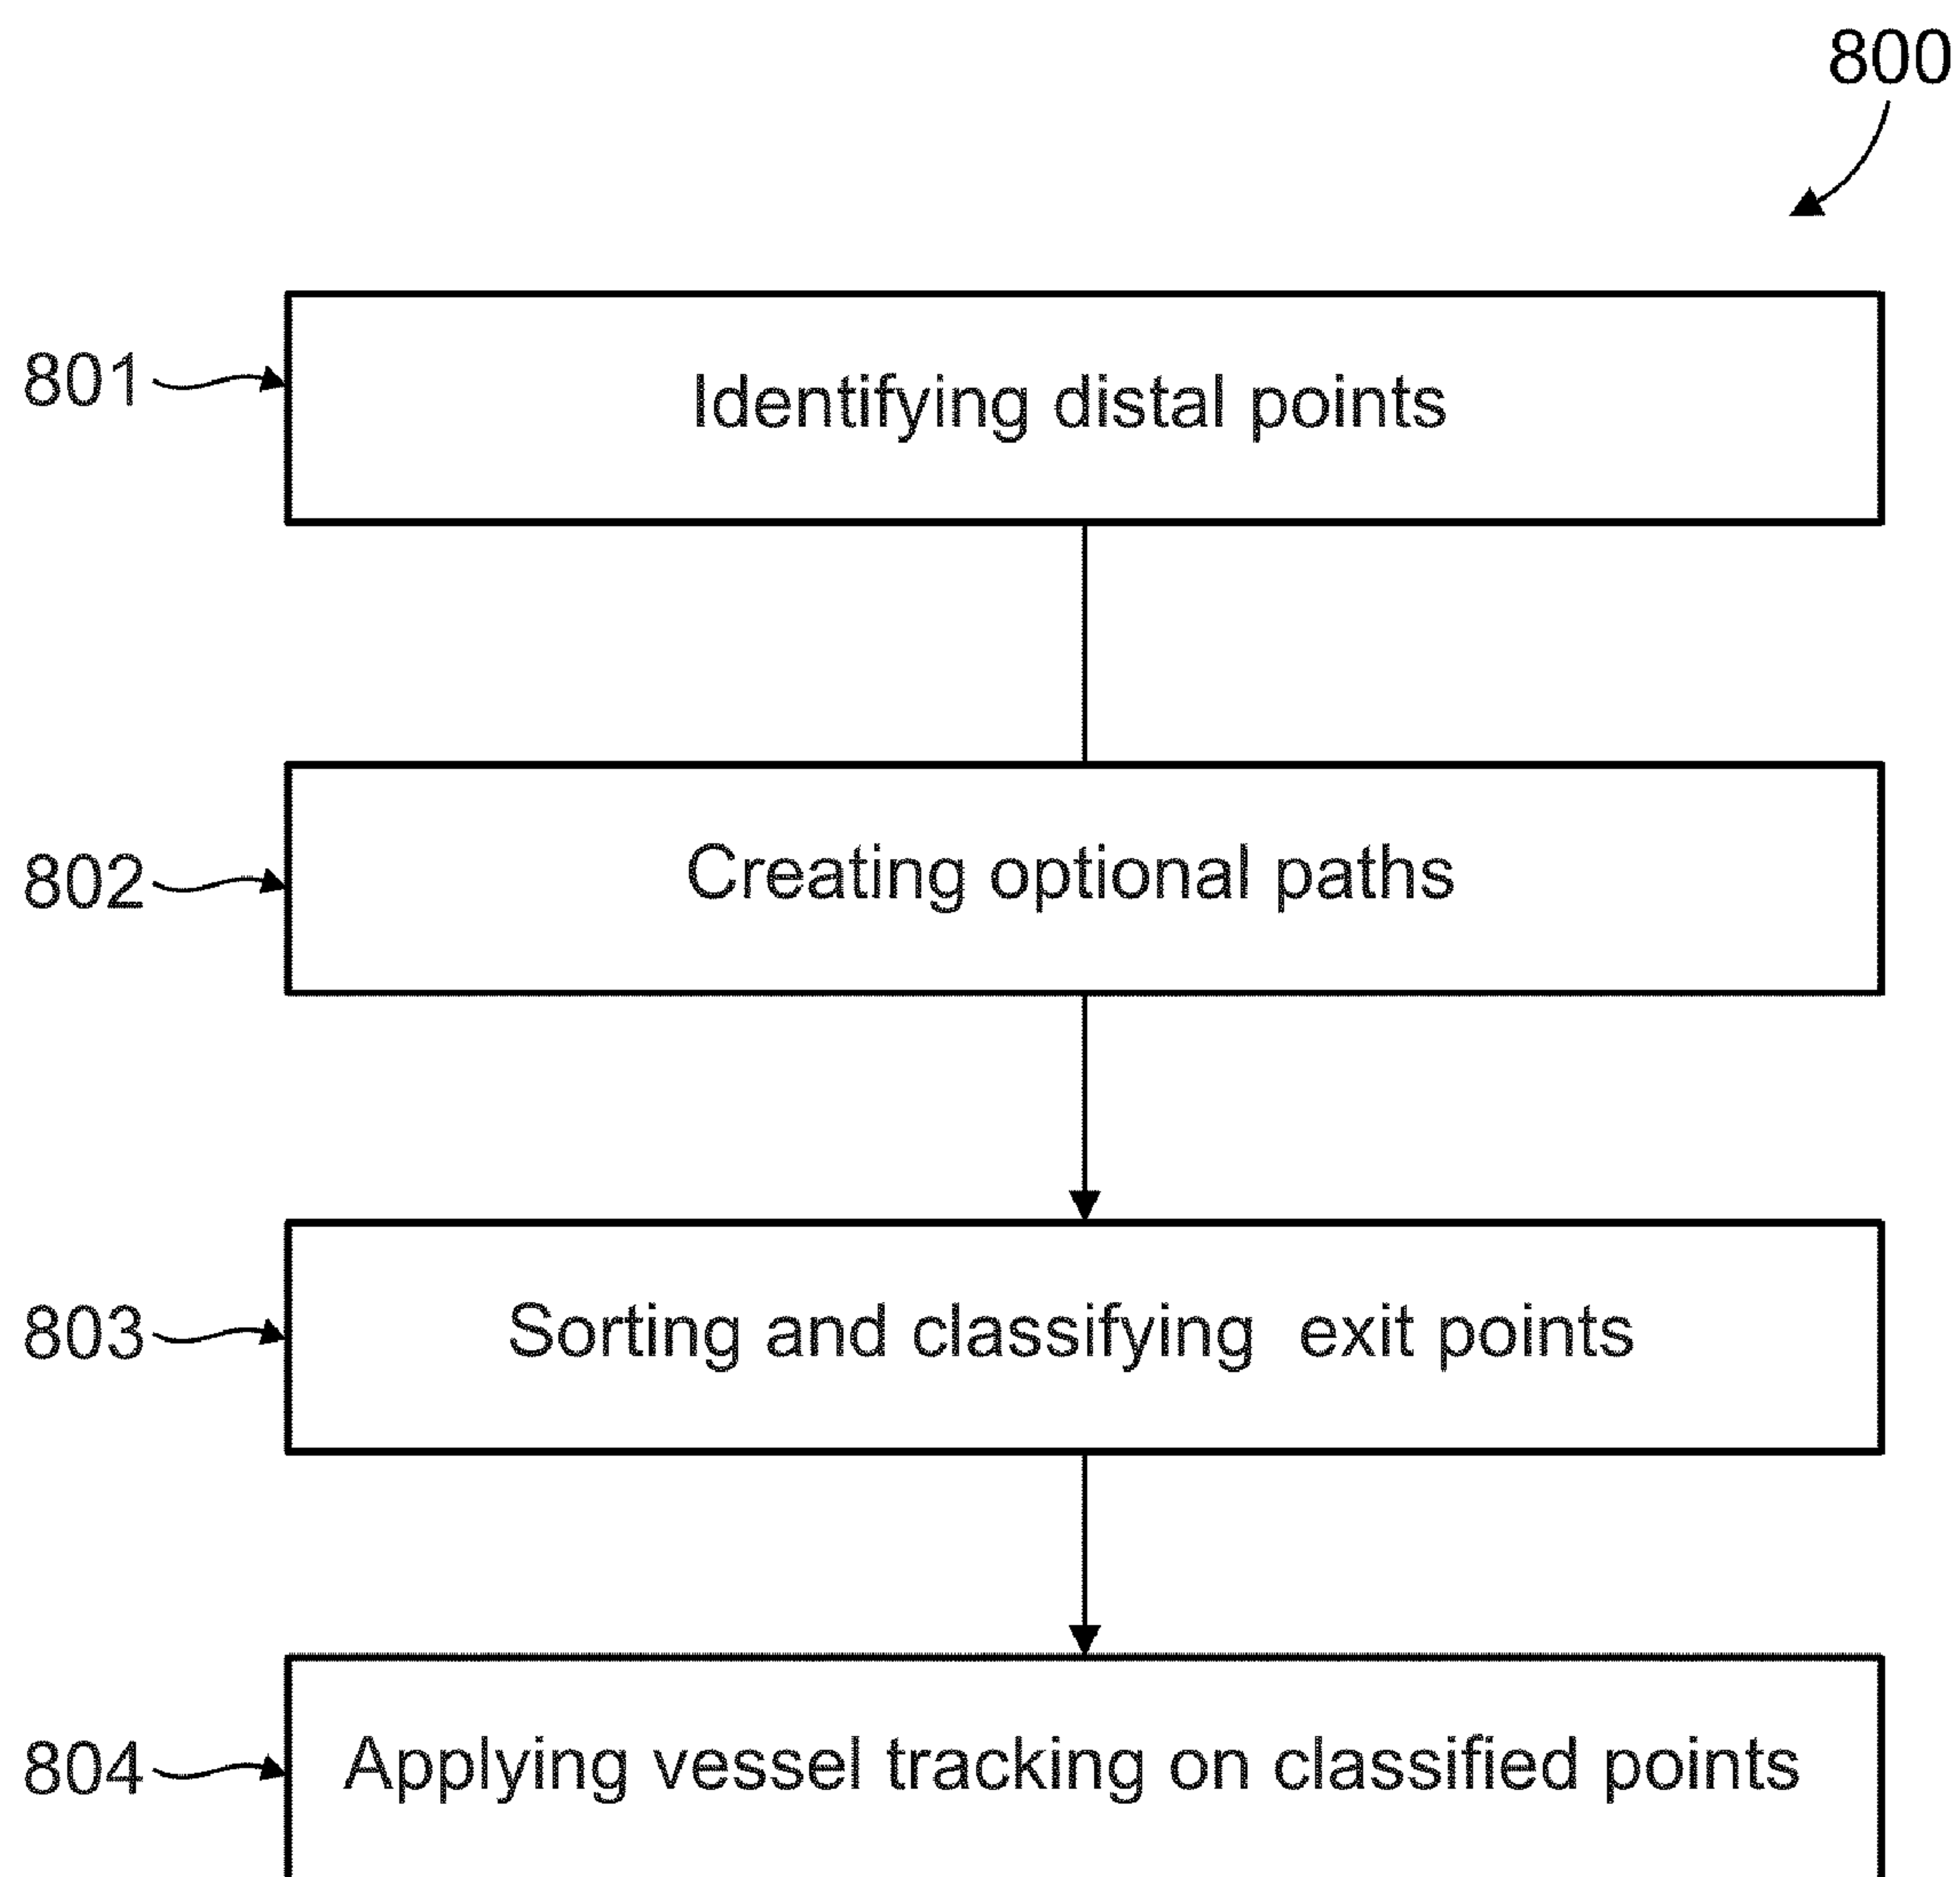 800
801
Identifying distal points
802
Creating optional paths
803
Sorting and classifying exit points
804
Applying vessel tracking on classified points